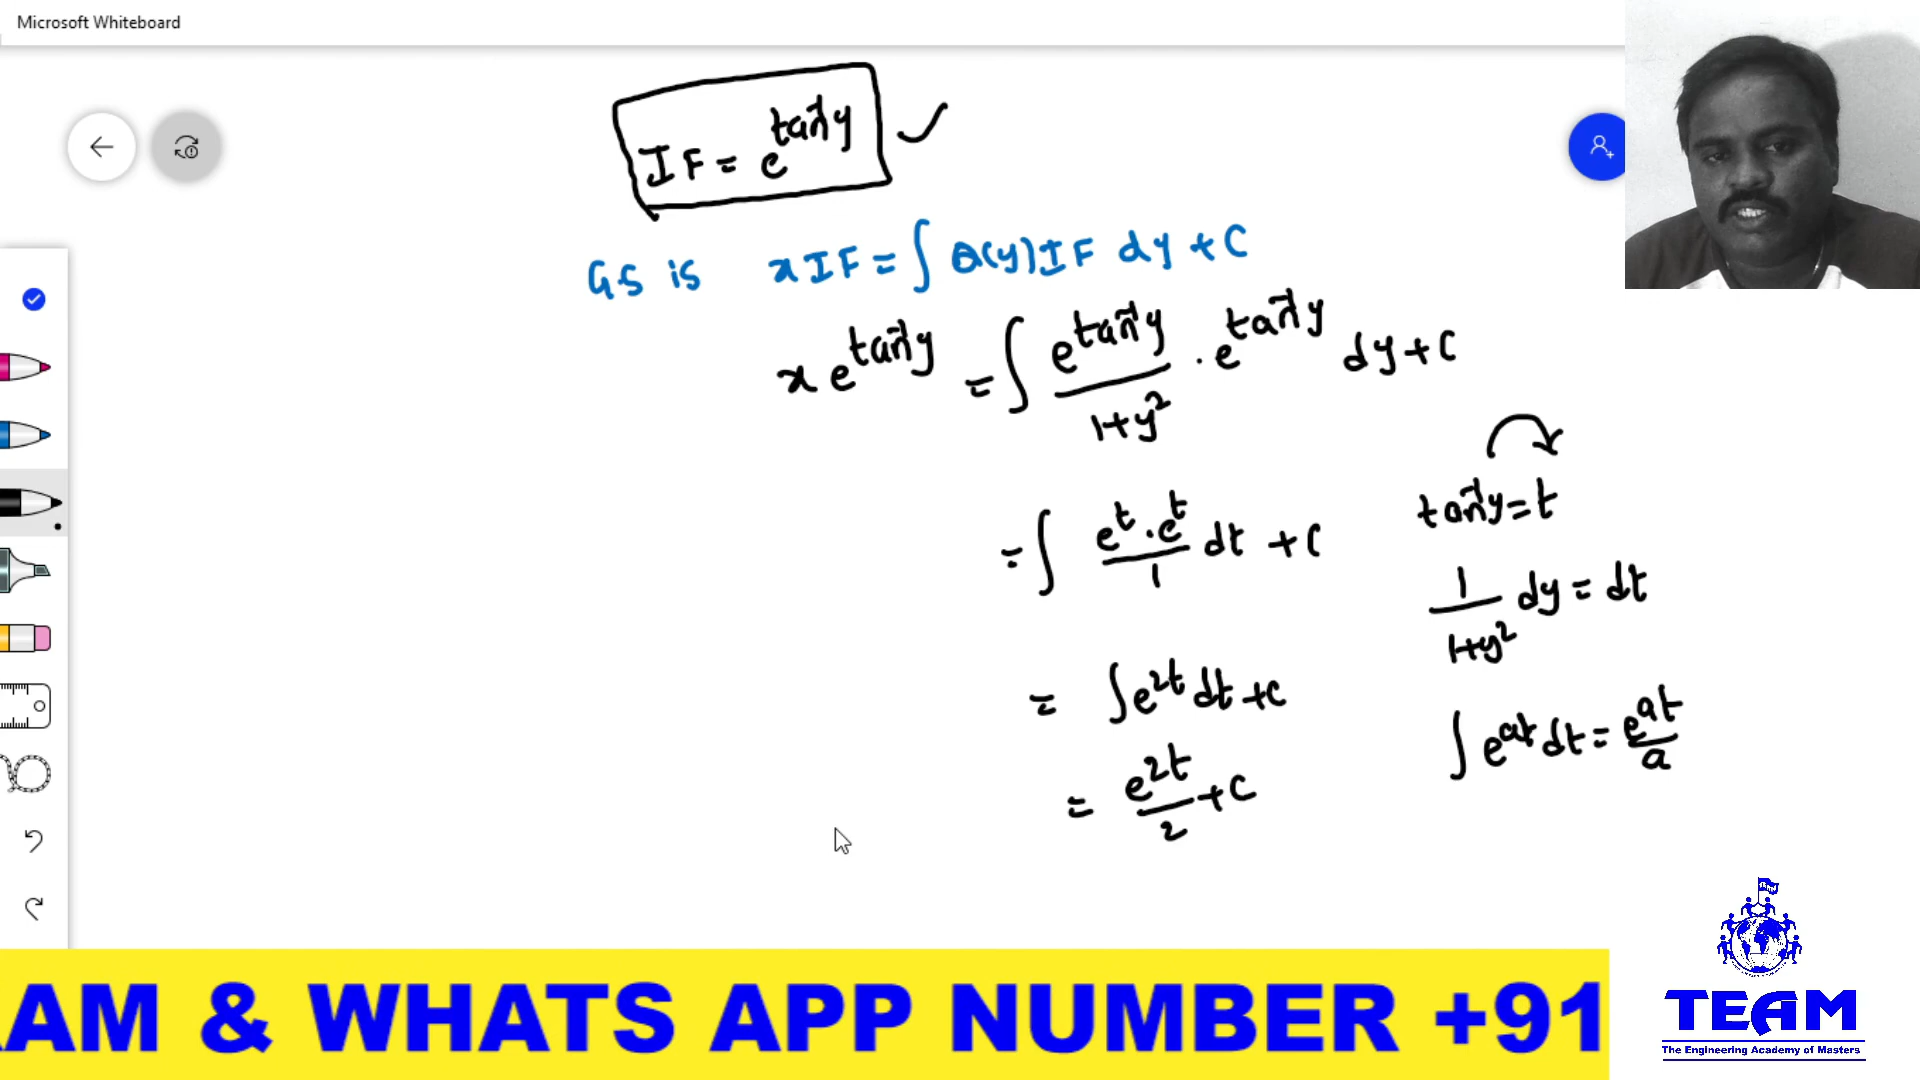 Microsoft Whiteboard
IF = e^{tan⁻¹y} ✓
GS is x IF = ∫ Q(y) IF dy + C
x e^{tan⁻¹y} = ∫ e^{tan⁻¹y}/(1+y²) · e^{tan⁻¹y} dy + C
= ∫ (e^t · e^t)/1 dt + C
tan⁻¹y = t
1/(1+y²) dy = dt
= ∫ e^{2t} dt + C
∫ e^{at} dt = e^{at}/a
= e^{2t}/2 + C
AM & WHATS APP NUMBER +91
TEAM
The Engineering Academy of Masters